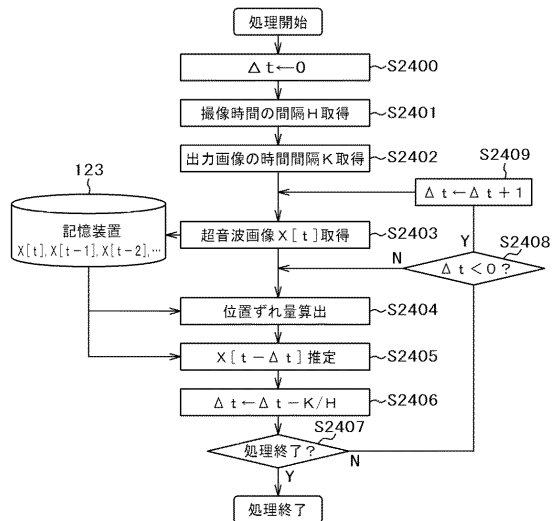 処理開始
Δt←0
S2400
撮像時間の間隔H取得
S2401
出力画像の時間間隔K取得
S2402
S2409
Δt←Δt+1
123
記憶装置
X[t],X[t-1],X[t-2],…
超音波画像X[t]取得
S2403
Y
S2408
N
Δt<0?
位置ずれ量算出
S2404
X[t-Δt]推定
S2405
Δt←Δt-K/H
S2406
S2407
処理終了?
N
Y
処理終了